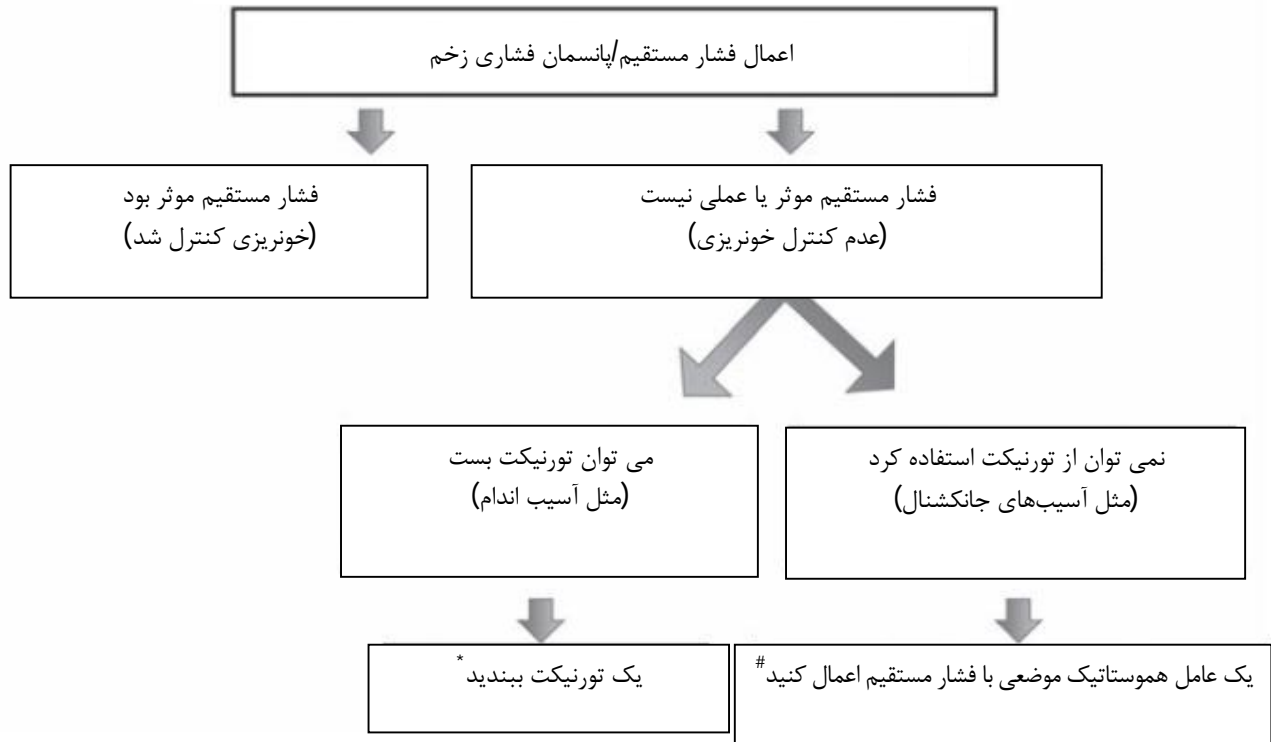 اعمال فشار مستقیم/پانسمان فشاری زخم
فشار مستقیم موثر یا عملی نیست
(عدم کنترل خونریزی)
فشار مستقیم موثر بود
(خونریزی کنترل شد)
نمی توان از تورنیکت استفاده کرد
(مثل آسیب‌های جانکشنال)
می توان تورنیکت بست
(مثل آسیب اندام)
یک عامل هموستاتیک موضعی با فشار مستقیم اعمال کنید#
یک تورنیکت ببندید*